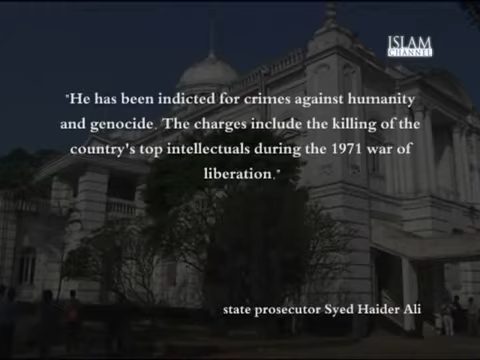 ISLAM
CHANNEL
"He has been indicted for crimes against humanity
and genocide. The charges include the killing of the
country's top intellectuals during the 1971 war of
liberation."
state prosecutor Syed Haider Ali